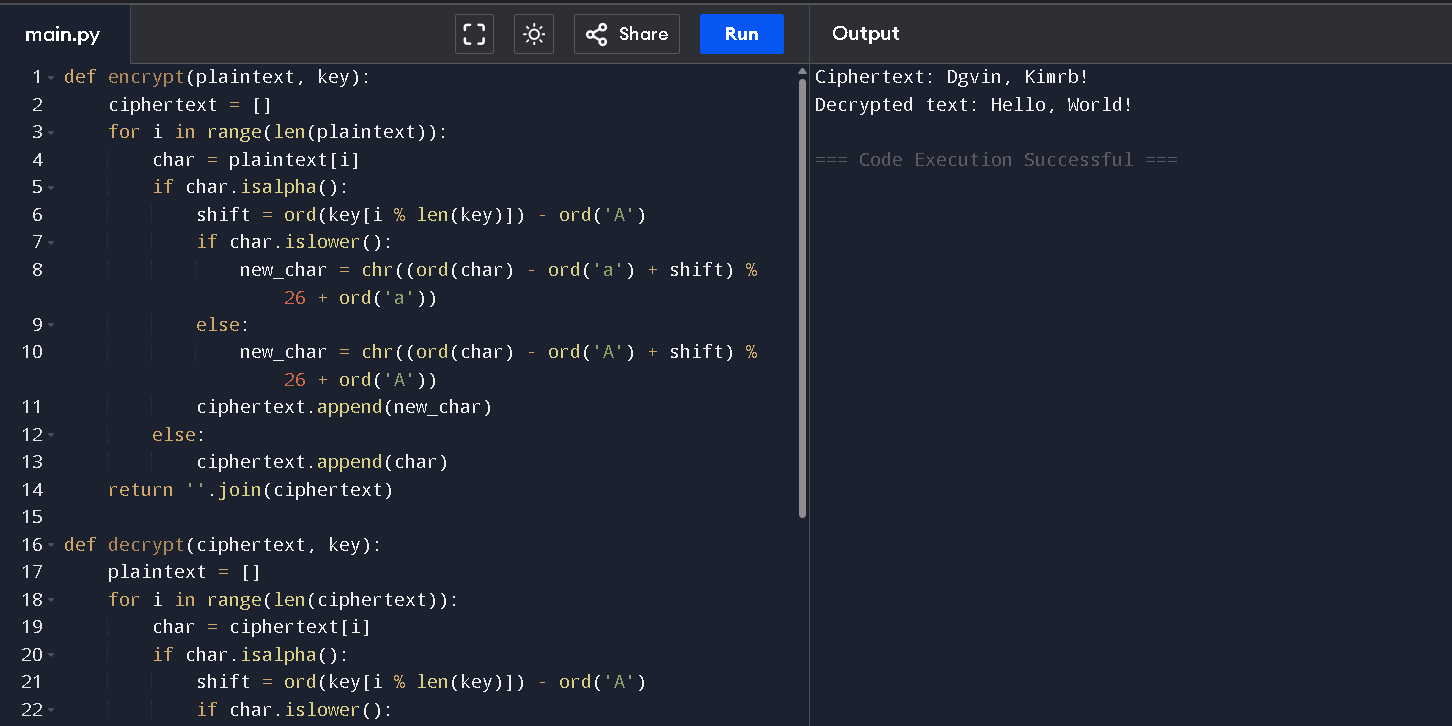 main.py Share Run Output
1 def encrypt(plaintext, key):
2     ciphertext = []
3     for i in range(len(plaintext)):
4         char = plaintext[i]
5         if char.isalpha():
6             shift = ord(key[i % len(key)]) - ord('A')
7             if char.islower():
8                 new_char = chr((ord(char) - ord('a') + shift) %
                    26 + ord('a'))
9             else:
10                 new_char = chr((ord(char) - ord('A') + shift) %
                    26 + ord('A'))
11             ciphertext.append(new_char)
12         else:
13             ciphertext.append(char)
14     return ''.join(ciphertext)
15
16 def decrypt(ciphertext, key):
17     plaintext = []
18     for i in range(len(ciphertext)):
19         char = ciphertext[i]
20         if char.isalpha():
21             shift = ord(key[i % len(key)]) - ord('A')
22             if char.islower():
Ciphertext: Dgvin, Kimrb!
Decrypted text: Hello, World!
=== Code Execution Successful ===